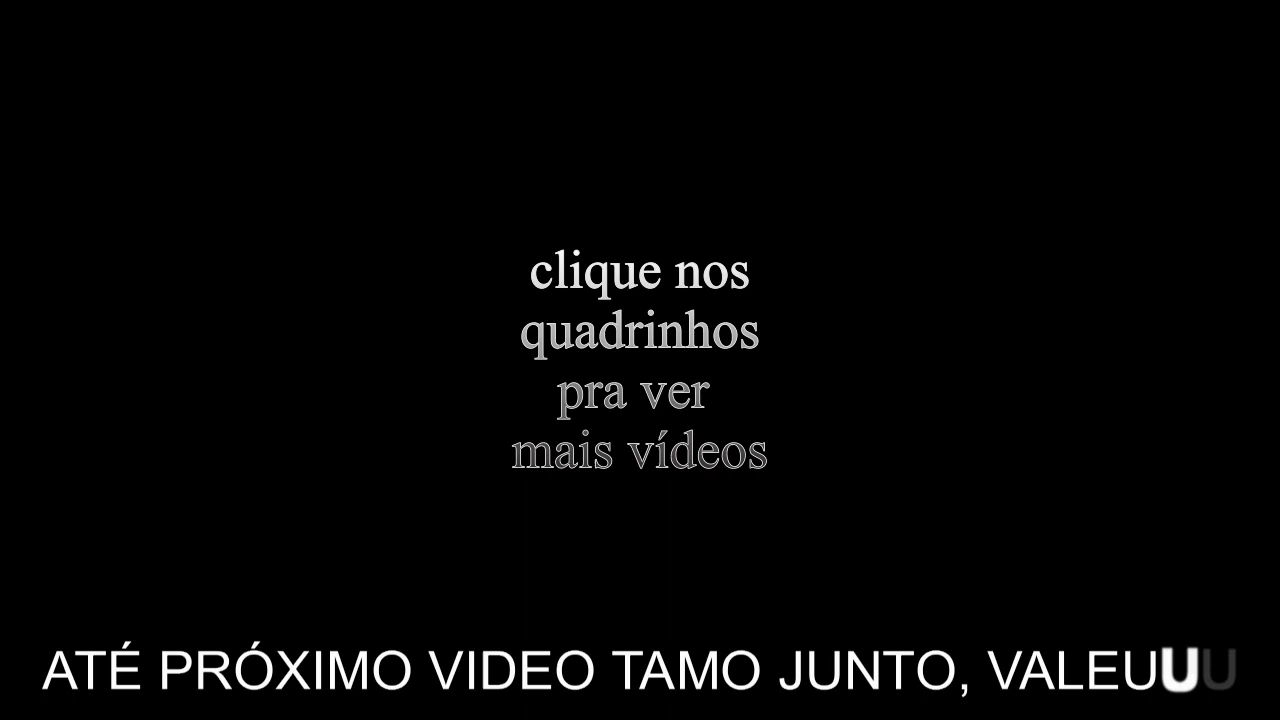 clique nos
quadrinhos
pra ver
mais vídeos
ATÉ PRÓXIMO VIDEO TAMO JUNTO, VALEUUU